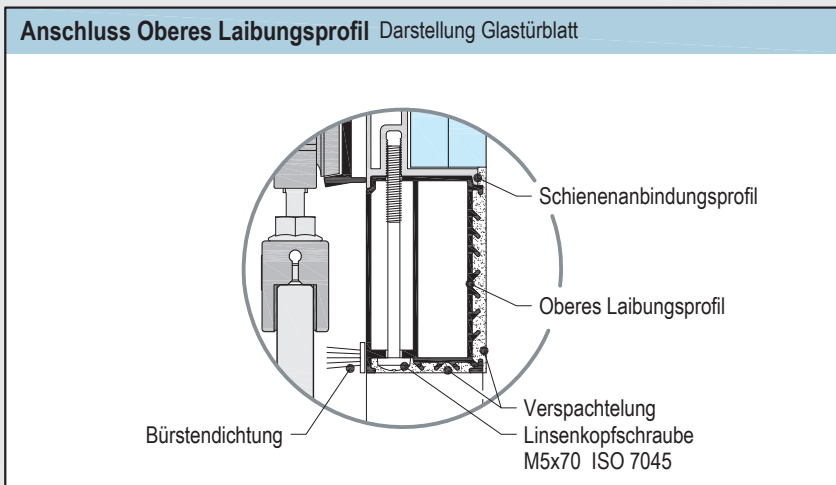 Anschluss Oberes Laibungsprofil Darstellung Glastürblatt
Schienenanbindungsprofil
Oberes Laibungsprofil
Verspachtelung
Bürstendichtung
Linsenkopfschraube
M5x70 ISO 7045